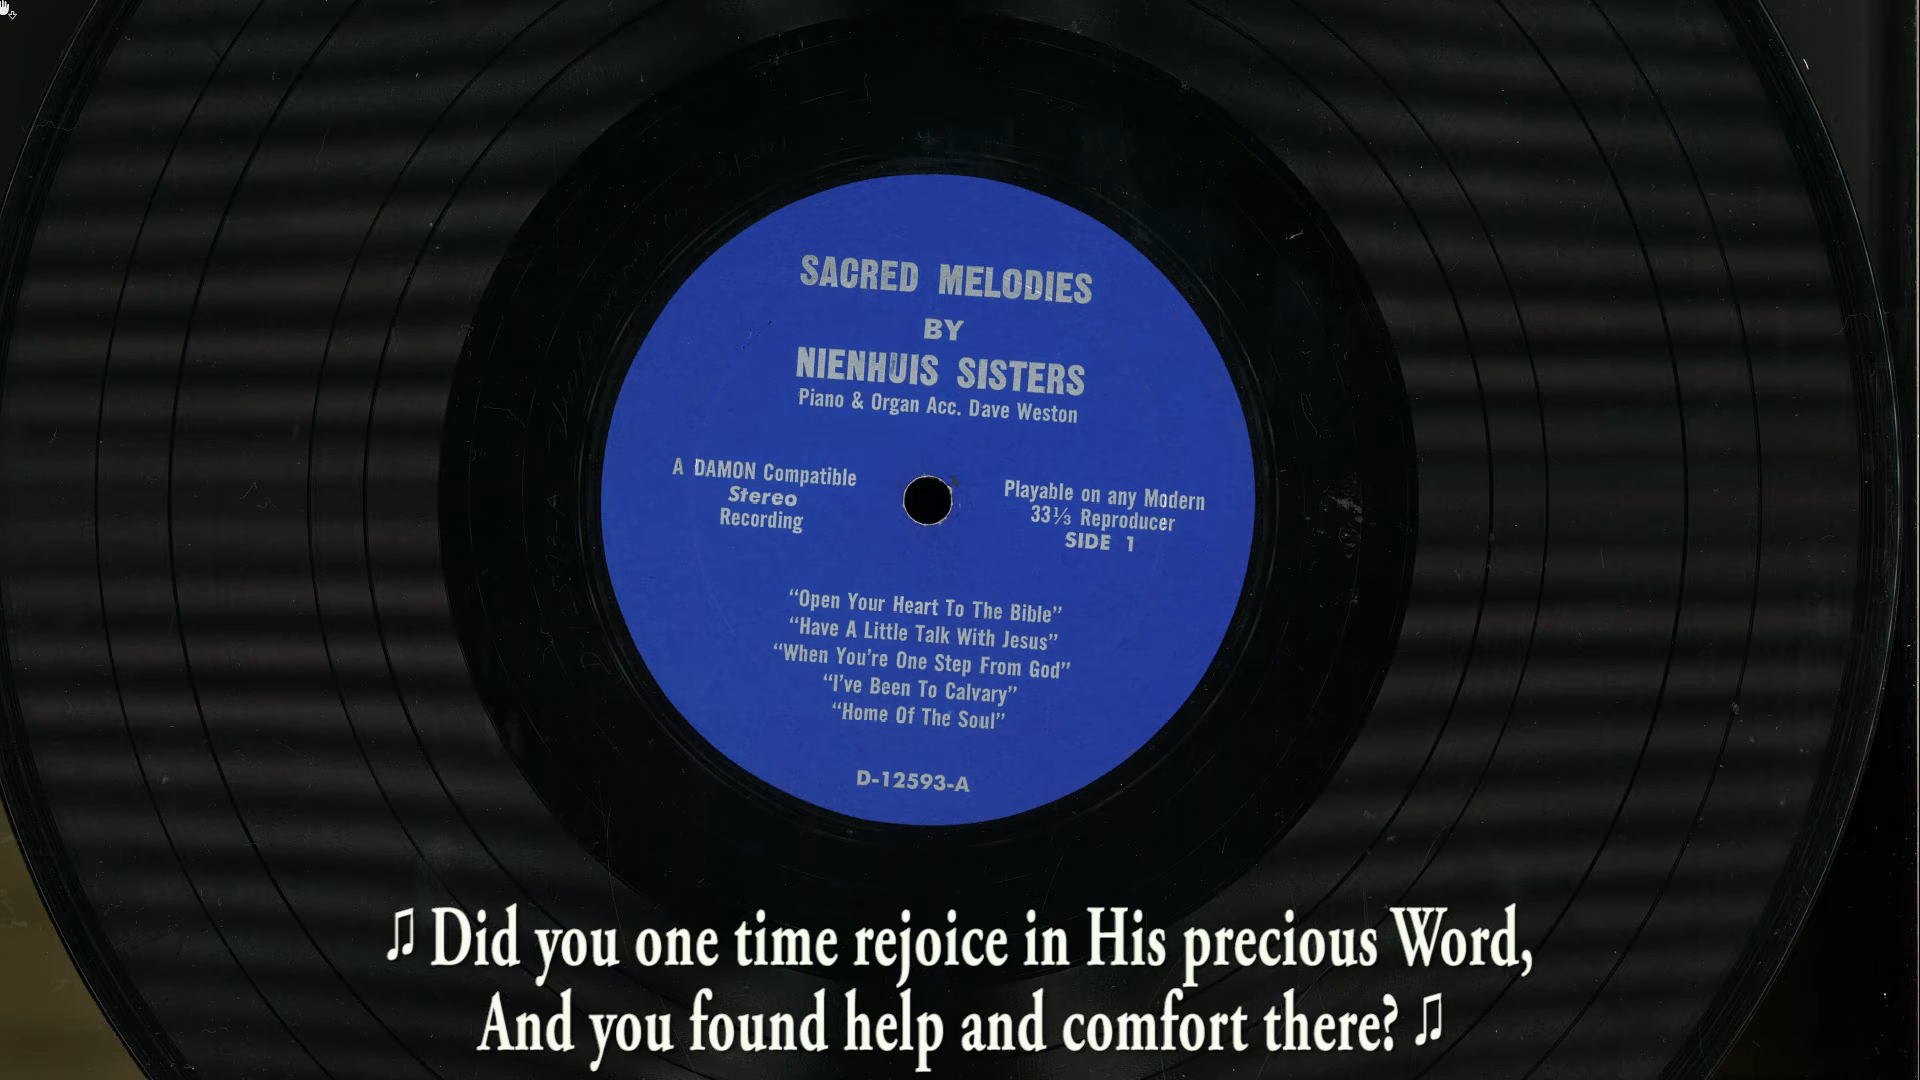 SACRED MELODIES
BY
NIENHUIS SISTERS
Piano & Organ Acc. Dave Weston
A DAMON Compatible
Stereo
Recording
Playable on any Modern
33⅓ Reproducer
SIDE 1
“Open Your Heart To The Bible”
“Have A Little Talk With Jesus”
“When You're One Step From God”
“I've Been To Calvary”
“Home Of The Soul”
D-12593-A
♫ Did you one time rejoice in His precious Word,
And you found help and comfort there? ♫